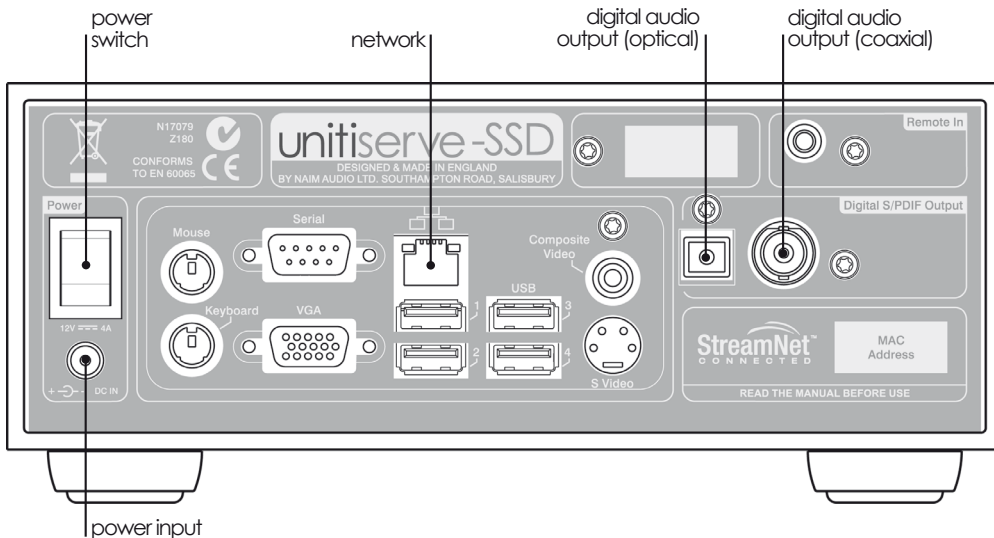 power
switch
network
digital audio
output (optical)
digital audio
output (coaxial)
N17079
Z180
CONFORMS
TO EN 60065
CE
unitiserve-SSD
DESIGNED & MADE IN ENGLAND
BY NAIM AUDIO LTD. SOUTHAMPTON ROAD, SALISBURY
Remote In
Power
12V 4A
+ - DC IN
Mouse
Keyboard
Serial
VGA
USB
1
2
3
4
Composite
Video
S Video
Digital S/PDIF Output
StreamNet™
CONNECTED
MAC
Address
READ THE MANUAL BEFORE USE
power input